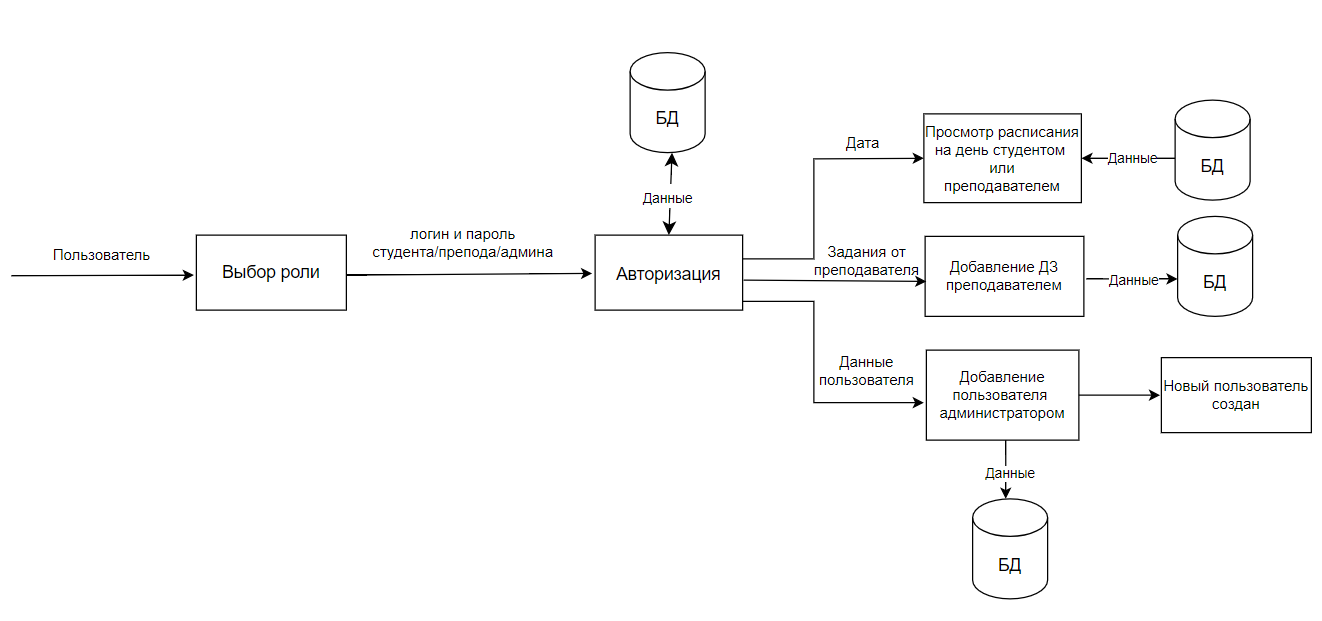 БД
Данные
Пользователь
Выбор роли
логин и пароль
студента/препода/админа
Авторизация
Дата
Просмотр расписания
на день студентом
или
преподавателем
Данные
БД
Задания от
преподавателя
Добавление ДЗ
преподавателем
Данные
БД
Данные
пользователя
Добавление
пользователя
администратором
Новый пользователь
создан
Данные
БД